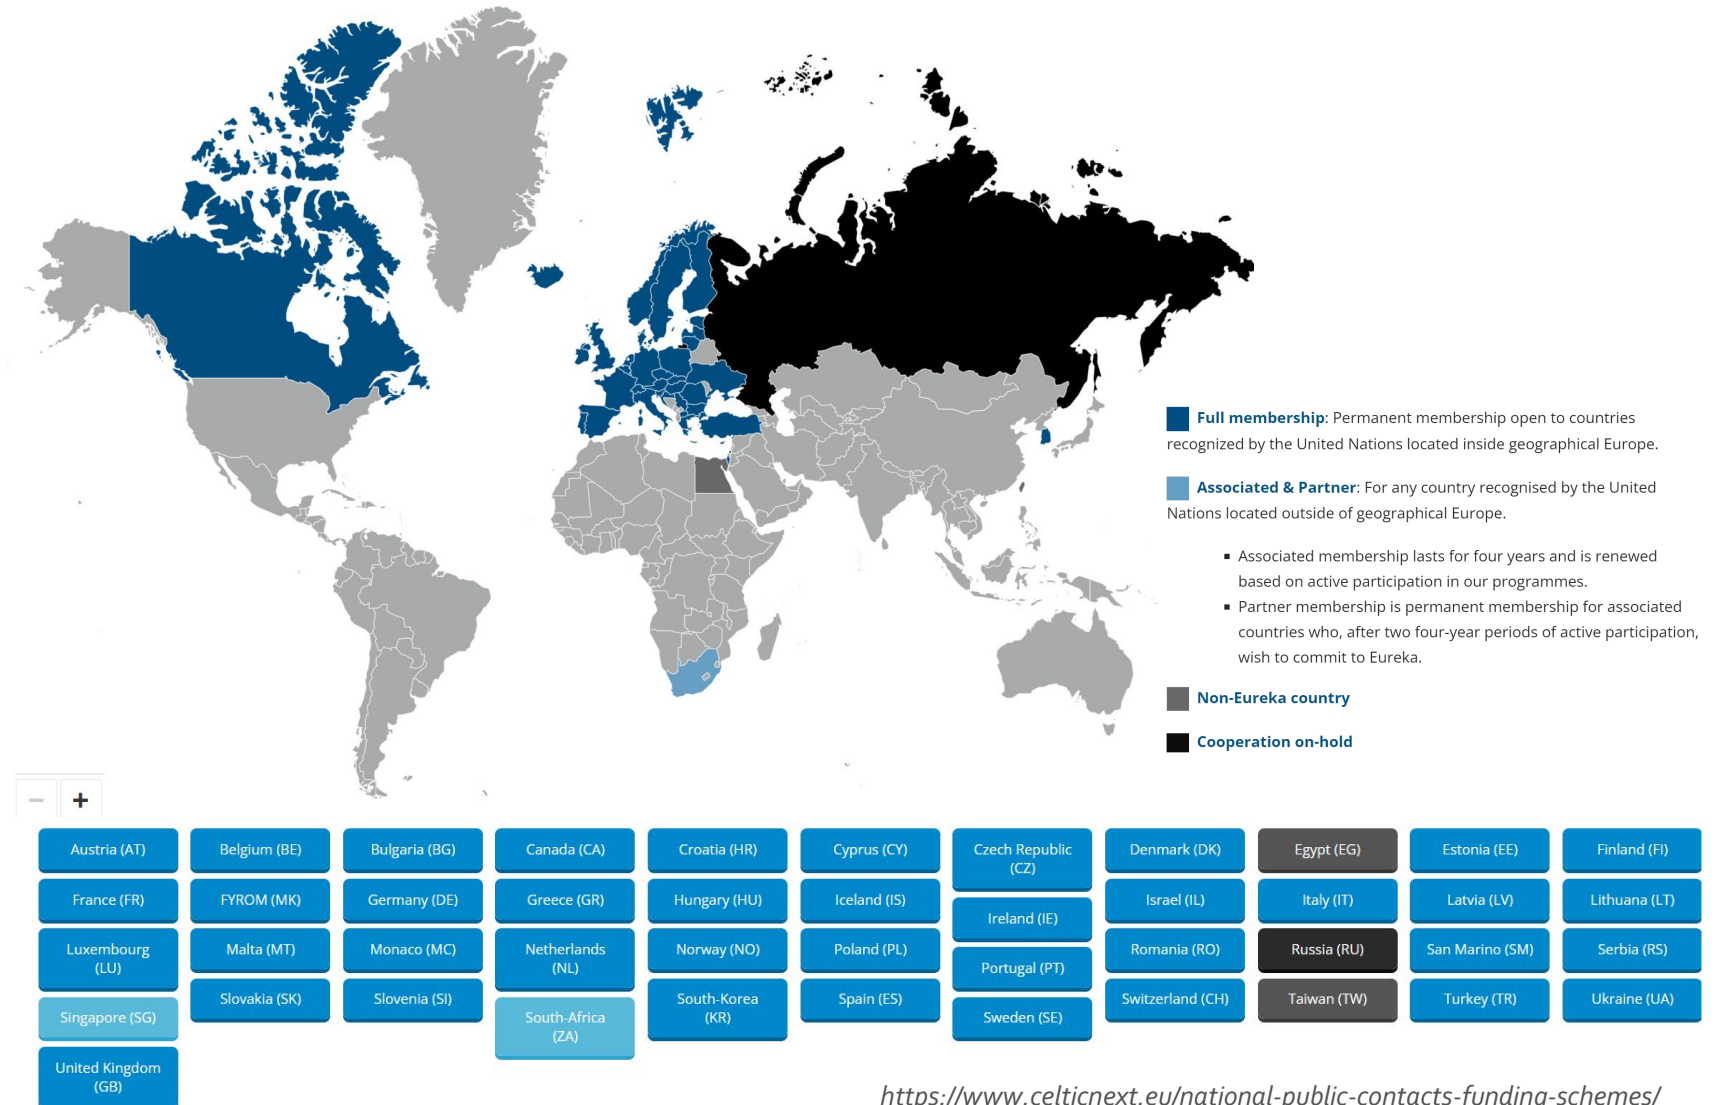 Full membership: Permanent membership open to countries
recognized by the United Nations located inside geographical Europe.
Associated & Partner: For any country recognised by the United
Nations located outside of geographical Europe.
▪ Associated membership lasts for four years and is renewed
based on active participation in our programmes.
▪ Partner membership is permanent membership for associated
countries who, after two four-year periods of active participation,
wish to commit to Eureka.
Non-Eureka country
Cooperation on-hold
− +
Austria (AT)
Belgium (BE)
Bulgaria (BG)
Canada (CA)
Croatia (HR)
Cyprus (CY)
Czech Republic
(CZ)
Denmark (DK)
Egypt (EG)
Estonia (EE)
Finland (FI)
France (FR)
FYROM (MK)
Germany (DE)
Greece (GR)
Hungary (HU)
Iceland (IS)
Ireland (IE)
Israel (IL)
Italy (IT)
Latvia (LV)
Lithuana (LT)
Luxembourg
(LU)
Malta (MT)
Monaco (MC)
Netherlands
(NL)
Norway (NO)
Poland (PL)
Portugal (PT)
Romania (RO)
Russia (RU)
San Marino (SM)
Serbia (RS)
Singapore (SG)
Slovakia (SK)
Slovenia (SI)
South-Africa
(ZA)
South-Korea
(KR)
Spain (ES)
Sweden (SE)
Switzerland (CH)
Taiwan (TW)
Turkey (TR)
Ukraine (UA)
United Kingdom
(GB)
https://www.celticnext.eu/national-public-contacts-funding-schemes/